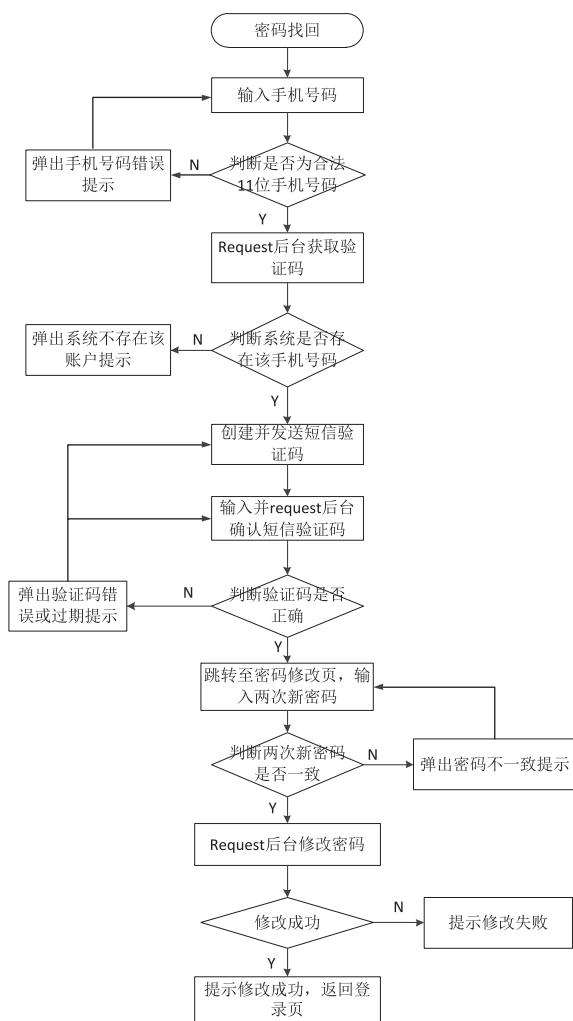 密码找回
输入手机号码
弹出手机号码错误
提示
N
判断是否为合法
11位手机号码
Y
Request后台获取验
证码
弹出系统不存在该
账户提示
N
判断系统是否存
在该手机号码
Y
创建并发送短信验
证码
输入并request后台
确认短信验证码
弹出验证码错
误或过期提示
N
判断验证码是否
正确
Y
跳转至密码修改页，输
入两次新密码
判断两次新密码
是否一致
N
弹出密码不一致提示
Y
Request后台修改密码
修改成功
N
提示修改失败
Y
提示修改成功，返回登
录页